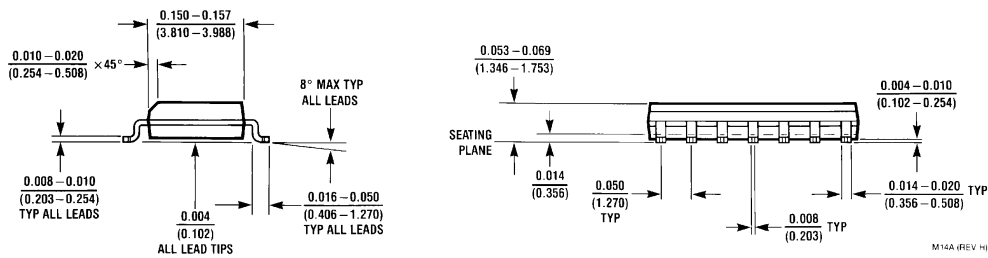 0.150 – 0.157
(3.810 – 3.988)
0.010 – 0.020
(0.254 – 0.508)
×45°
8° MAX TYP
ALL LEADS
0.008 – 0.010
(0.203 – 0.254)
TYP ALL LEADS
0.004
(0.102)
ALL LEAD TIPS
0.016 – 0.050
(0.406 – 1.270)
TYP ALL LEADS
0.053 – 0.069
(1.346 – 1.753)
0.004 – 0.010
(0.102 – 0.254)
SEATING
PLANE
0.014
(0.356)
0.050
(1.270)
TYP
0.008
(0.203)
TYP
0.014 – 0.020
(0.356 – 0.508)
TYP
M14A (REV H)